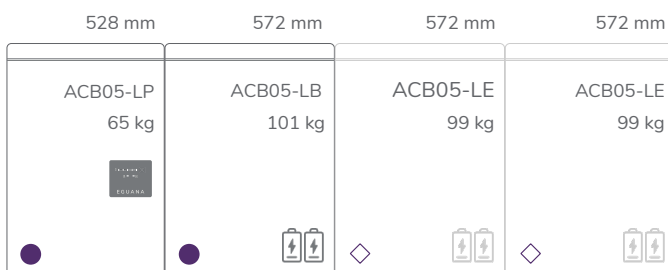 528 mm 572 mm 572 mm 572 mm
ACB05-LP ACB05-LB ACB05-LE ACB05-LE
65 kg 101 kg 99 kg 99 kg
EGUANA